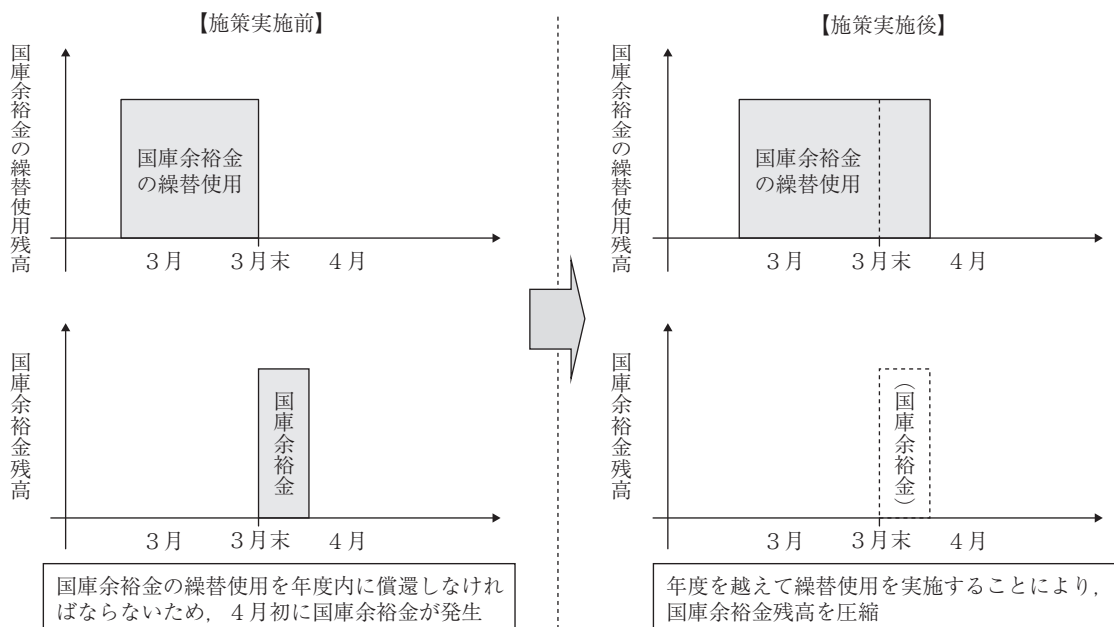 【施策実施前】
国庫余裕金の繰替使用残高
国庫余裕金
の繰替使用
3月 3月末 4月
国庫余裕金残高
国庫余裕金
3月 3月末 4月
国庫余裕金の繰替使用を年度内に償還しなけれ
ばならないため，4月初に国庫余裕金が発生
【施策実施後】
国庫余裕金の繰替使用残高
国庫余裕金
の繰替使用
3月 3月末 4月
国庫余裕金残高
（国庫余裕金）
3月 3月末 4月
年度を越えて繰替使用を実施することにより，
国庫余裕金残高を圧縮